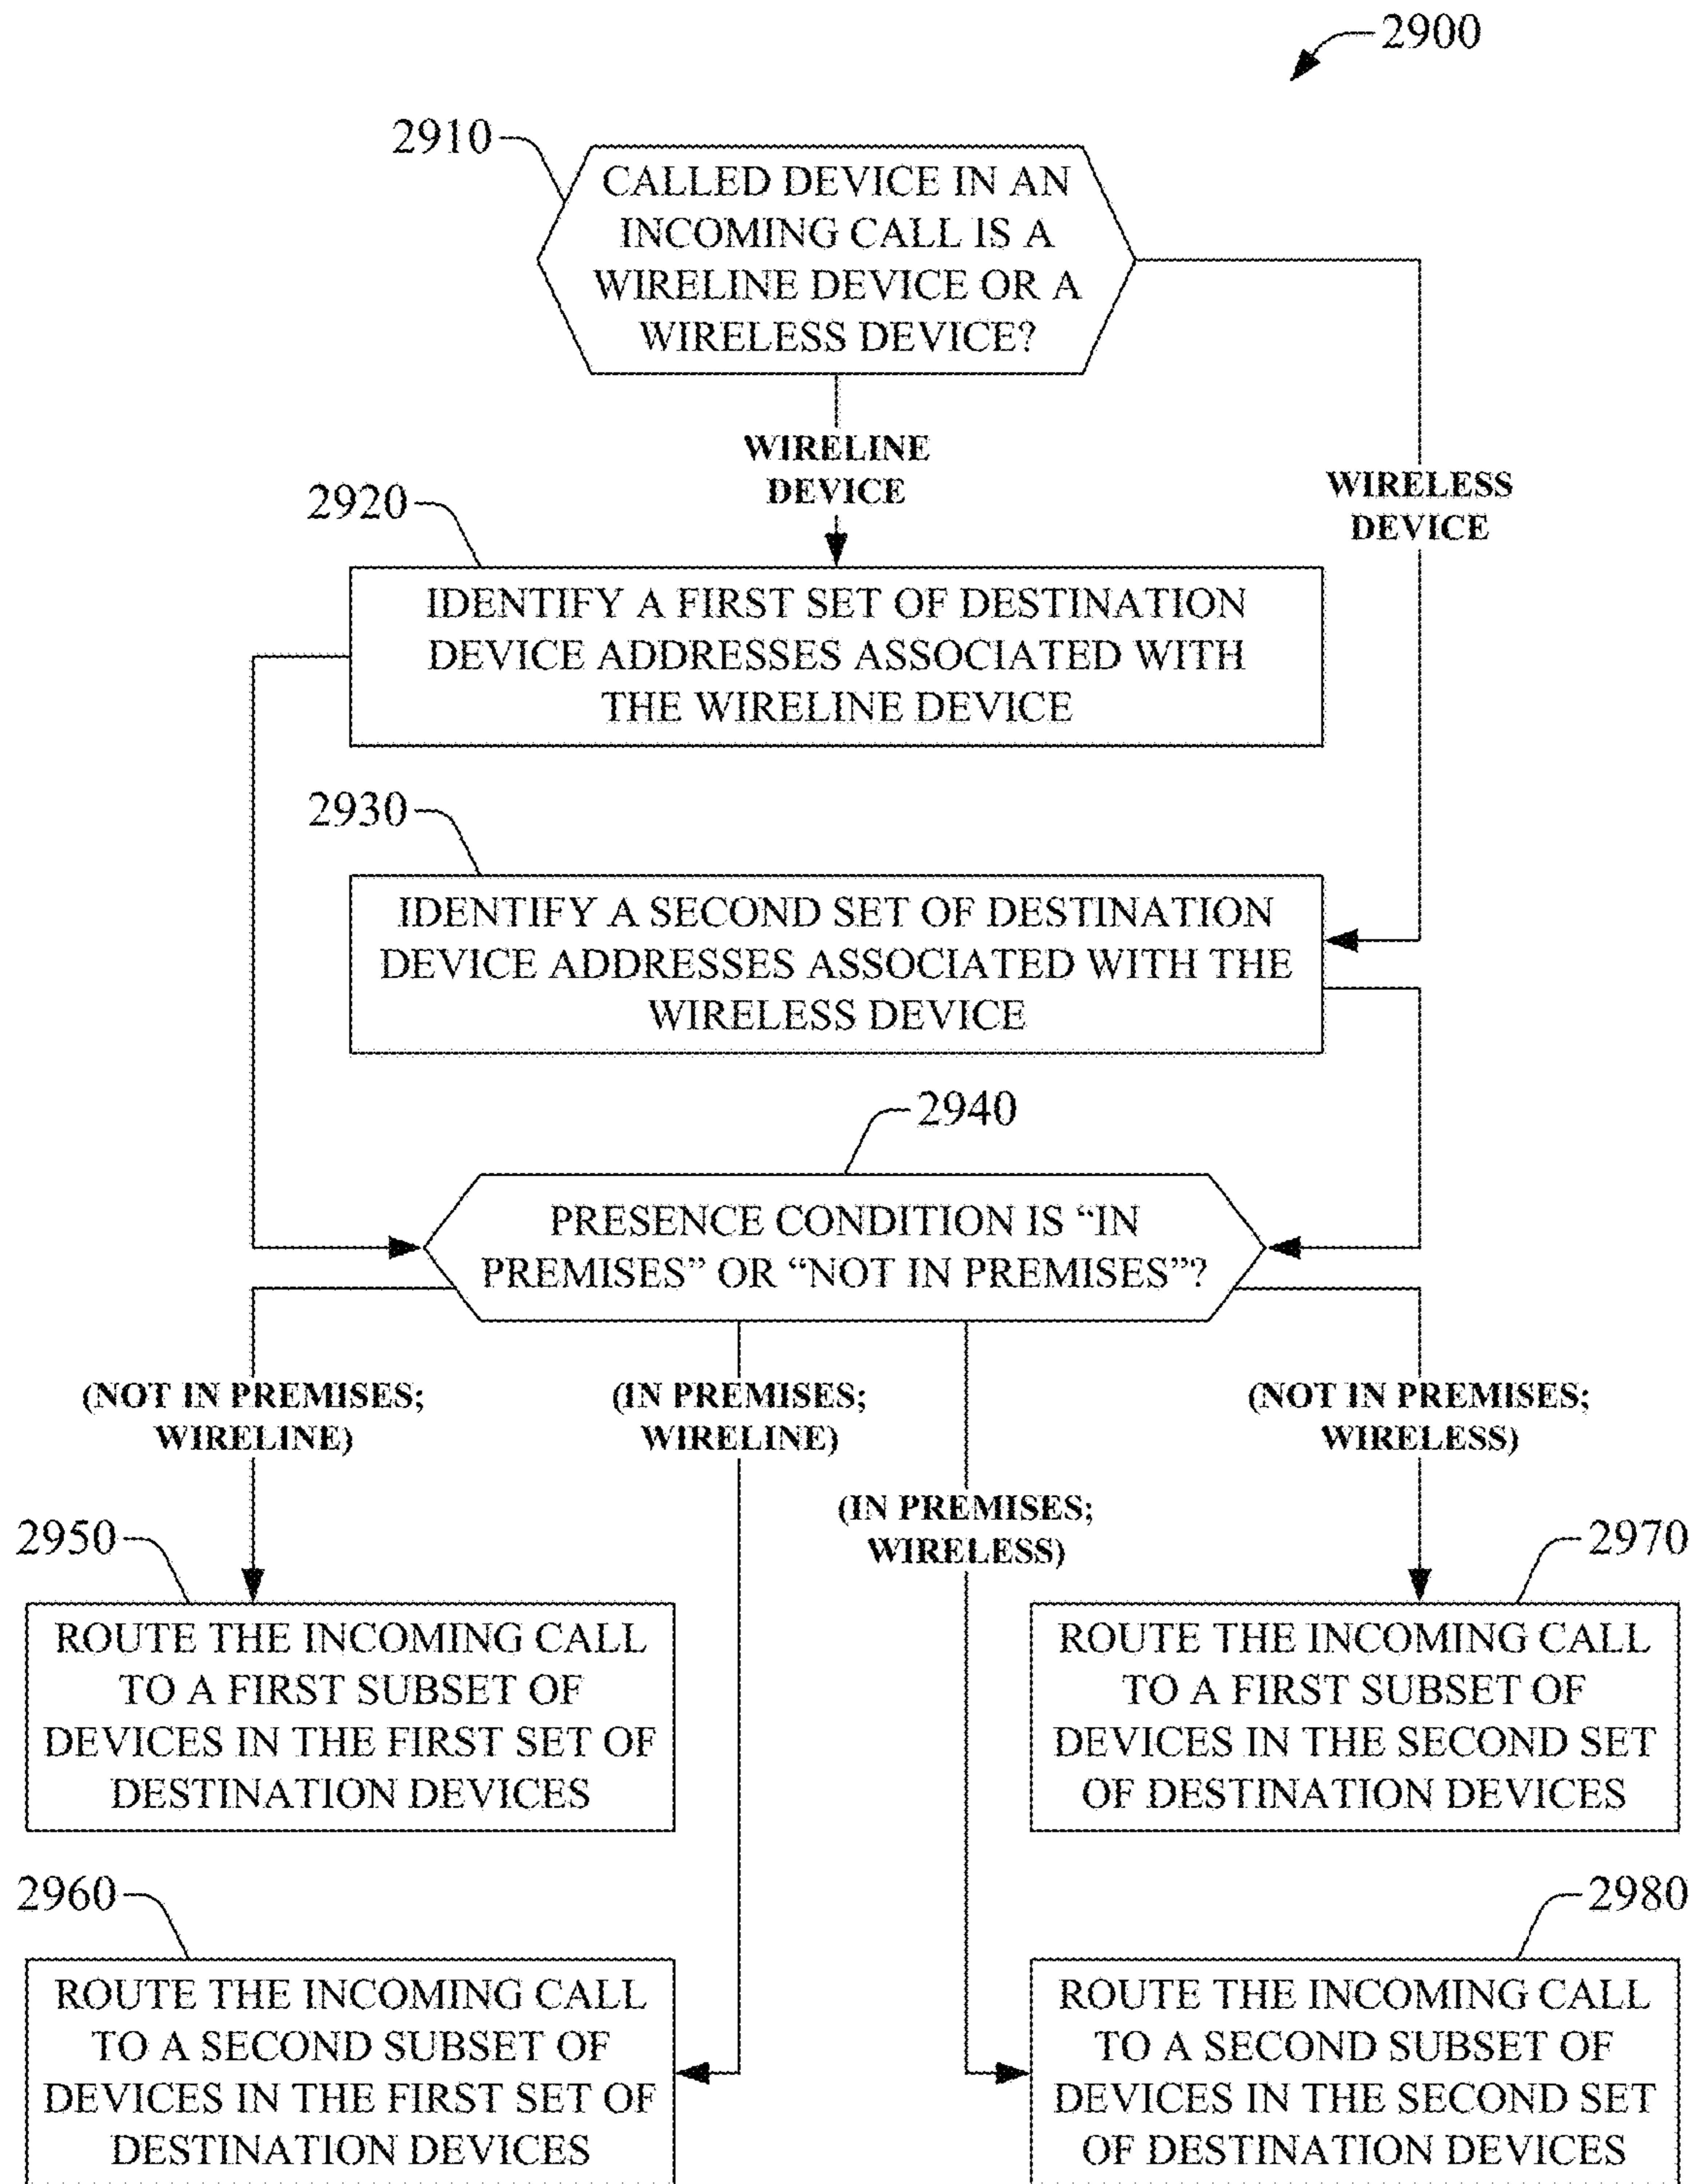 2900
2910
CALLED DEVICE IN AN
INCOMING CALL IS A
WIRELINE DEVICE OR A
WIRELESS DEVICE?
WIRELINE
DEVICE
WIRELESS
DEVICE
2920
IDENTIFY A FIRST SET OF DESTINATION
DEVICE ADDRESSES ASSOCIATED WITH
THE WIRELINE DEVICE
2930
IDENTIFY A SECOND SET OF DESTINATION
DEVICE ADDRESSES ASSOCIATED WITH THE
WIRELESS DEVICE
2940
PRESENCE CONDITION IS “IN
PREMISES” OR “NOT IN PREMISES”?
(NOT IN PREMISES;
WIRELINE)
(IN PREMISES;
WIRELINE)
(IN PREMISES;
WIRELESS)
(NOT IN PREMISES;
WIRELESS)
2950
ROUTE THE INCOMING CALL
TO A FIRST SUBSET OF
DEVICES IN THE FIRST SET OF
DESTINATION DEVICES
2970
ROUTE THE INCOMING CALL
TO A FIRST SUBSET OF
DEVICES IN THE SECOND SET
OF DESTINATION DEVICES
2960
ROUTE THE INCOMING CALL
TO A SECOND SUBSET OF
DEVICES IN THE FIRST SET OF
DESTINATION DEVICES
2980
ROUTE THE INCOMING CALL
TO A SECOND SUBSET OF
DEVICES IN THE SECOND SET
OF DESTINATION DEVICES